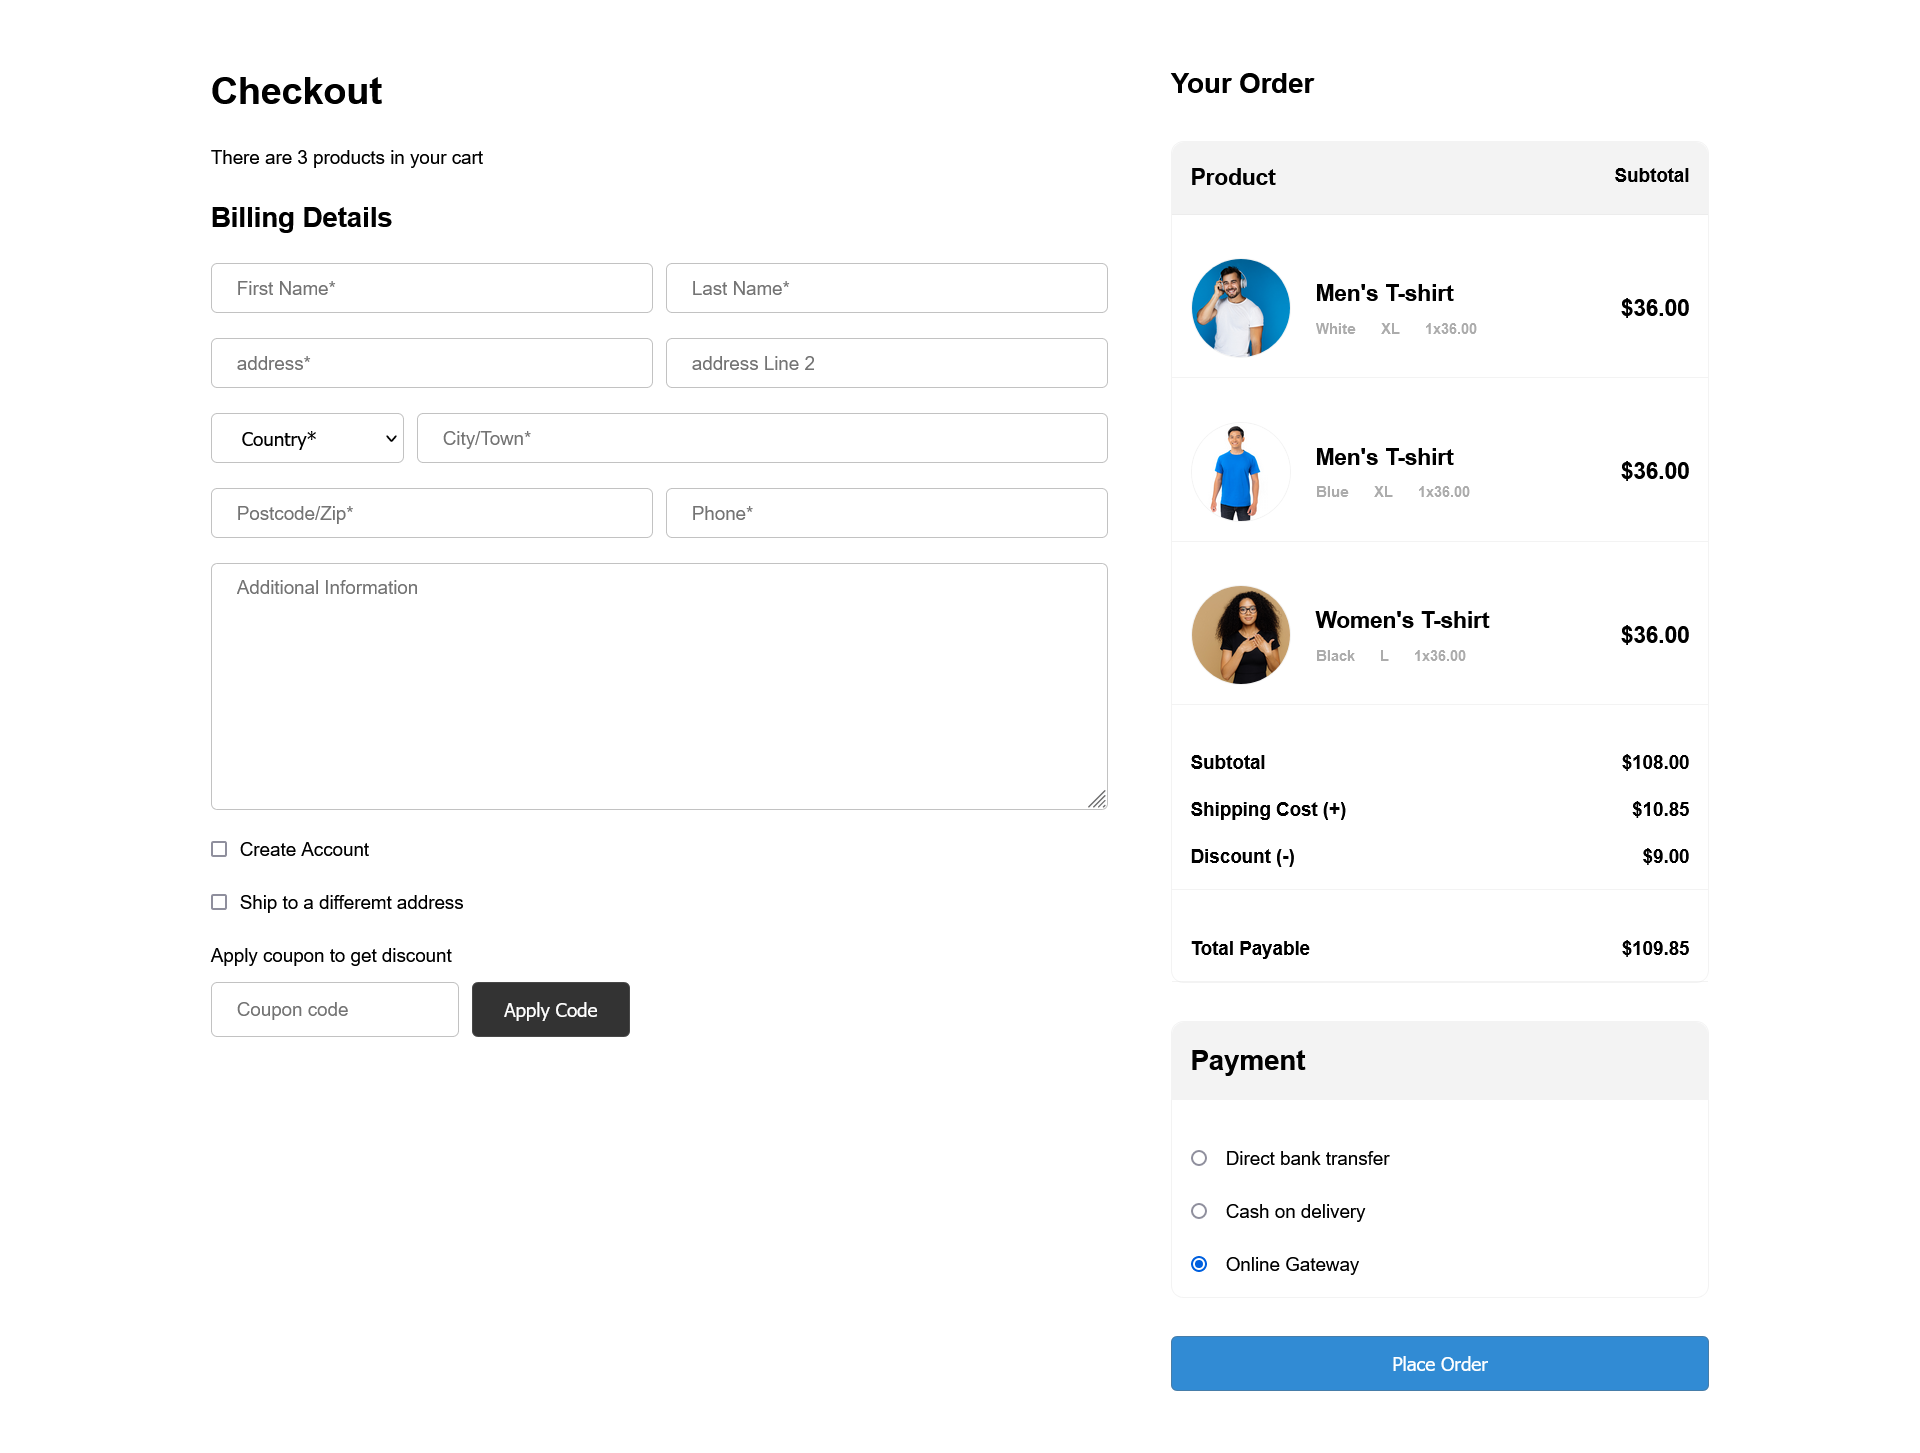 Checkout
There are 3 products in your cart
Billing Details
First Name*
Last Name*
address*
address Line 2
Country*
City/Town*
Postcode/Zip*
Phone*
Additional Information
Create Account
Ship to a differemt address
Apply coupon to get discount
Coupon code
Apply Code
Your Order
Product Subtotal
Men's T-shirt
White XL 1x36.00
$36.00
Men's T-shirt
Blue XL 1x36.00
$36.00
Women's T-shirt
Black L 1x36.00
$36.00
Subtotal $108.00
Shipping Cost (+) $10.85
Discount (-) $9.00
Total Payable $109.85
Payment
Direct bank transfer
Cash on delivery
Online Gateway
Place Order